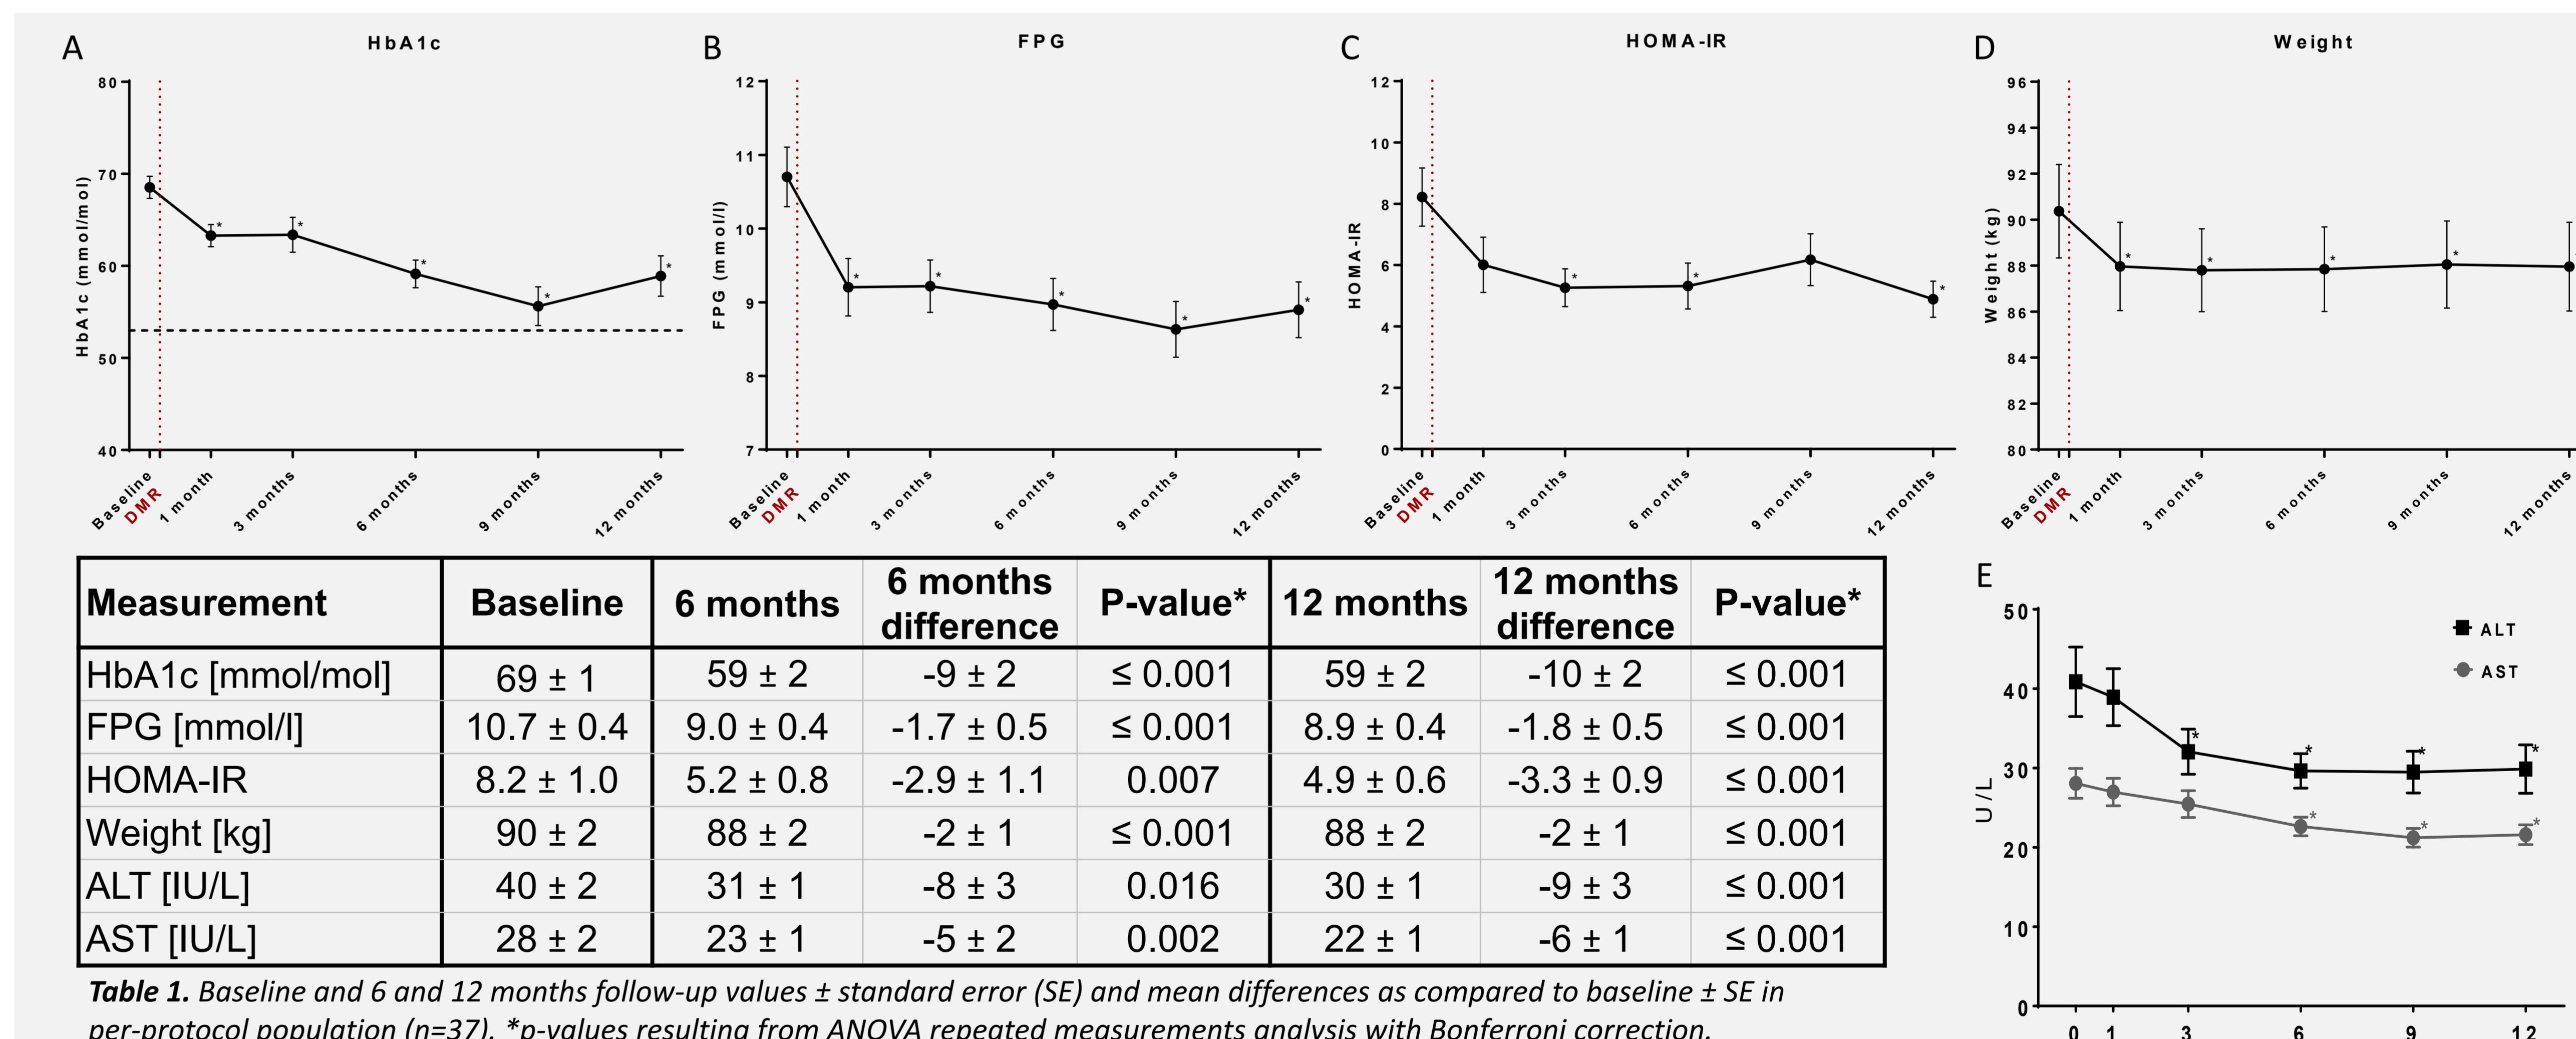 A
HbA1c
80
70
60
50
40
HbA1c (mmol/mol)
*
*
*
*
*
Baseline
DMR
1 month
3 months
6 months
9 months
12 months
B
FPG
12
11
10
9
8
7
FPG (mmol/l)
*
*
*
*
*
Baseline
DMR
1 month
3 months
6 months
9 months
12 months
C
HOMA-IR
12
10
8
6
4
2
0
HOMA-IR
*
*
*
Baseline
DMR
1 month
3 months
6 months
9 months
12 months
D
Weight
96
94
92
90
88
86
84
82
80
Weight (kg)
*
*
*
*
Baseline
DMR
1 month
3 months
6 months
9 months
12 months
Measurement Baseline 6 months 6 months difference P-value* 12 months 12 months difference P-value*
HbA1c [mmol/mol] 69 ± 1 59 ± 2 -9 ± 2 ≤ 0.001 59 ± 2 -10 ± 2 ≤ 0.001
FPG [mmol/l] 10.7 ± 0.4 9.0 ± 0.4 -1.7 ± 0.5 ≤ 0.001 8.9 ± 0.4 -1.8 ± 0.5 ≤ 0.001
HOMA-IR 8.2 ± 1.0 5.2 ± 0.8 -2.9 ± 1.1 0.007 4.9 ± 0.6 -3.3 ± 0.9 ≤ 0.001
Weight [kg] 90 ± 2 88 ± 2 -2 ± 1 ≤ 0.001 88 ± 2 -2 ± 1 ≤ 0.001
ALT [IU/L] 40 ± 2 31 ± 1 -8 ± 3 0.016 30 ± 1 -9 ± 3 ≤ 0.001
AST [IU/L] 28 ± 2 23 ± 1 -5 ± 2 0.002 22 ± 1 -6 ± 1 ≤ 0.001
Table 1. Baseline and 6 and 12 months follow-up values ± standard error (SE) and mean differences as compared to baseline ± SE in
per-protocol population (n=37). *p-values resulting from ANOVA repeated measurements analysis with Bonferroni correction.
E
50
40
30
20
10
0
U/L
ALT
AST
*
*
*
*
*
*
*
0 1 3 6 9 12